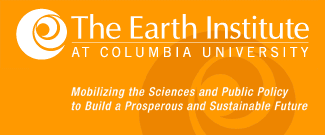 The Earth Institute
AT COLUMBIA UNIVERSITY
Mobilizing the Sciences and Public Policy
to Build a Prosperous and Sustainable Future